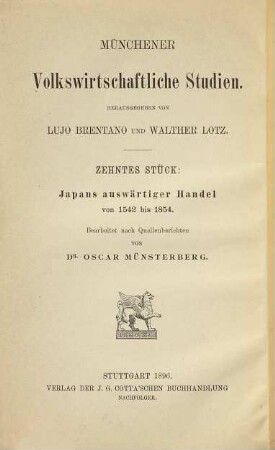 MÜNCHENER
Volkswirtschaftliche Studien.
HERAUSGEGEBEN VON
LUJO BRENTANO UND WALTHER LOTZ.
ZEHNTES STÜCK:
Japans auswärtiger Handel
von 1542 bis 1854.
Bearbeitet nach Quellenberichten
VON
DR. OSCAR MÜNSTERBERG.
STUTTGART 1896.
VERLAG DER J. G. COTTA'SCHEN BUCHHANDLUNG
NACHFOLGER.